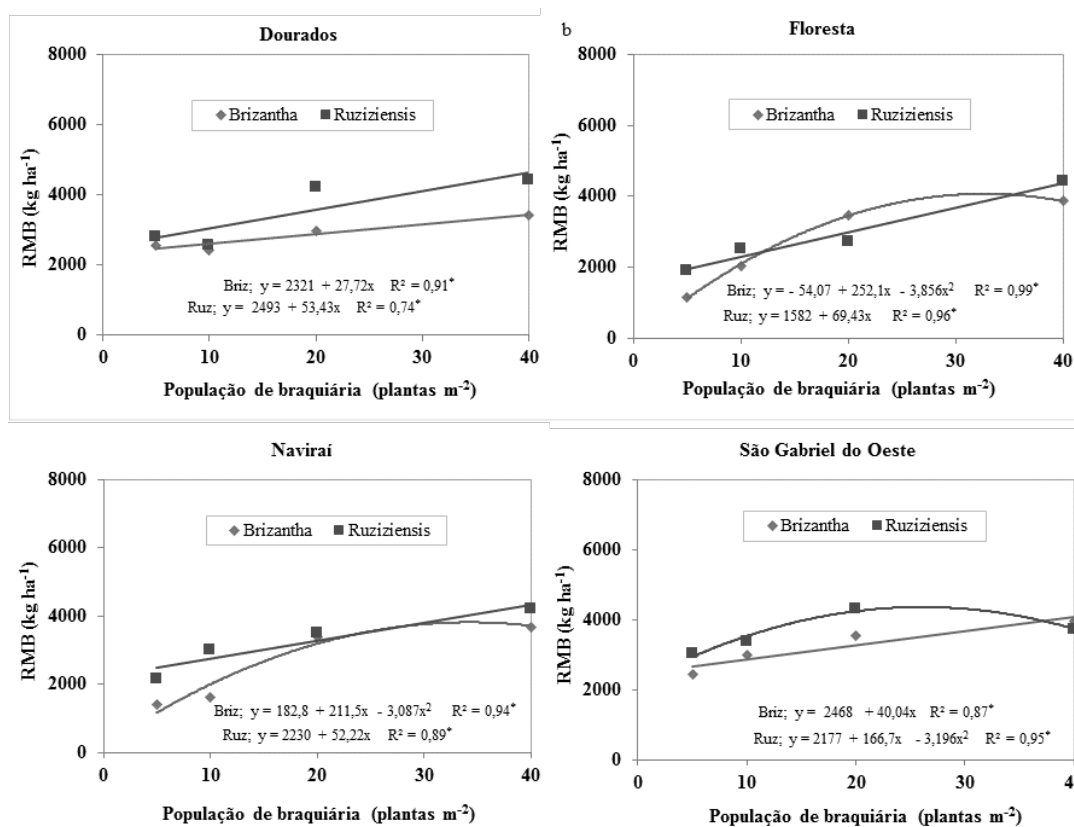 Dourados
8000
6000
4000
2000
0
RMB (kg ha⁻¹)
Brizantha Ruziziensis
Briz; y = 2321 + 27,72x R² = 0,91*
Ruz; y = 2493 + 53,43x R² = 0,74*
0 10 20 30 40
População de braquiária (plantas m⁻²)
b
Floresta
8000
6000
4000
2000
0
RMB (kg ha⁻¹)
Brizantha Ruziziensis
Briz; y = - 54,07 + 252,1x - 3,856x² R² = 0,99*
Ruz; y = 1582 + 69,43x R² = 0,96*
0 10 20 30 40
População de braquiária (plantas m⁻²)
Naviraí
8000
6000
4000
2000
0
RMB (kg ha⁻¹)
Brizantha Ruziziensis
Briz; y = 182,8 + 211,5x - 3,087x² R² = 0,94*
Ruz; y = 2230 + 52,22x R² = 0,89*
0 10 20 30 40
População de braquiária (plantas m⁻²)
São Gabriel do Oeste
8000
6000
4000
2000
0
RMB (kg ha⁻¹)
Brizantha Ruziziensis
Briz; y = 2468 + 40,04x R² = 0,87*
Ruz; y = 2177 + 166,7x - 3,196x² R² = 0,95*
0 10 20 30
População de braquiária (plantas m⁻²)